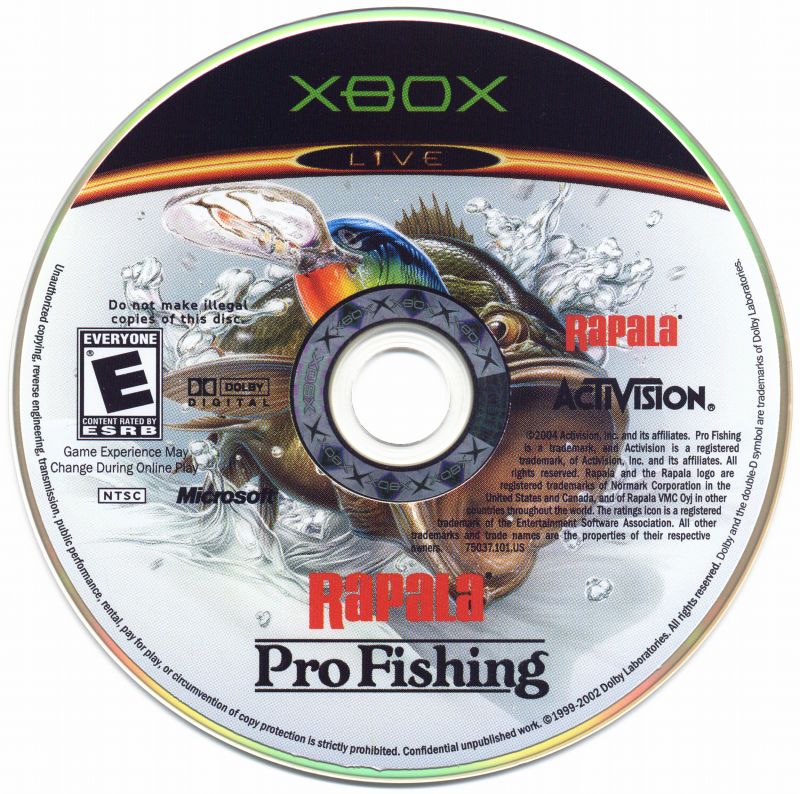 XBOX
LIVE
Do not make illegal
copies of this disc.
EVERYONE
E
®
CONTENT RATED BY
ESRB
DOLBY
DIGITAL
Game Experience May
Change During Online Play
NTSC
Microsoft
XBOX
RAPALA®
ACTIVISION®
©2004 Activision, Inc. and its affiliates. Pro Fishing
is a trademark, and Activision is a registered
trademark, of Activision, Inc. and its affiliates. All
rights reserved. Rapala and the Rapala logo are
registered trademarks of Normark Corporation in the
United States and Canada, and of Rapala VMC Oyj in other
countries throughout the world. The ratings icon is a registered
trademark of the Entertainment Software Association. All other
trademarks and trade names are the properties of their respective
owners. 75037.101.US
RAPALA®
Pro Fishing
Unauthorized copying, reverse engineering, transmission, public performance, rental, pay for play, or circumvention of copy protection is strictly prohibited. Confidential unpublished work. ©1999-2002 Dolby Laboratories. All rights reserved. Dolby and the double-D symbol are trademarks of Dolby Laboratories.